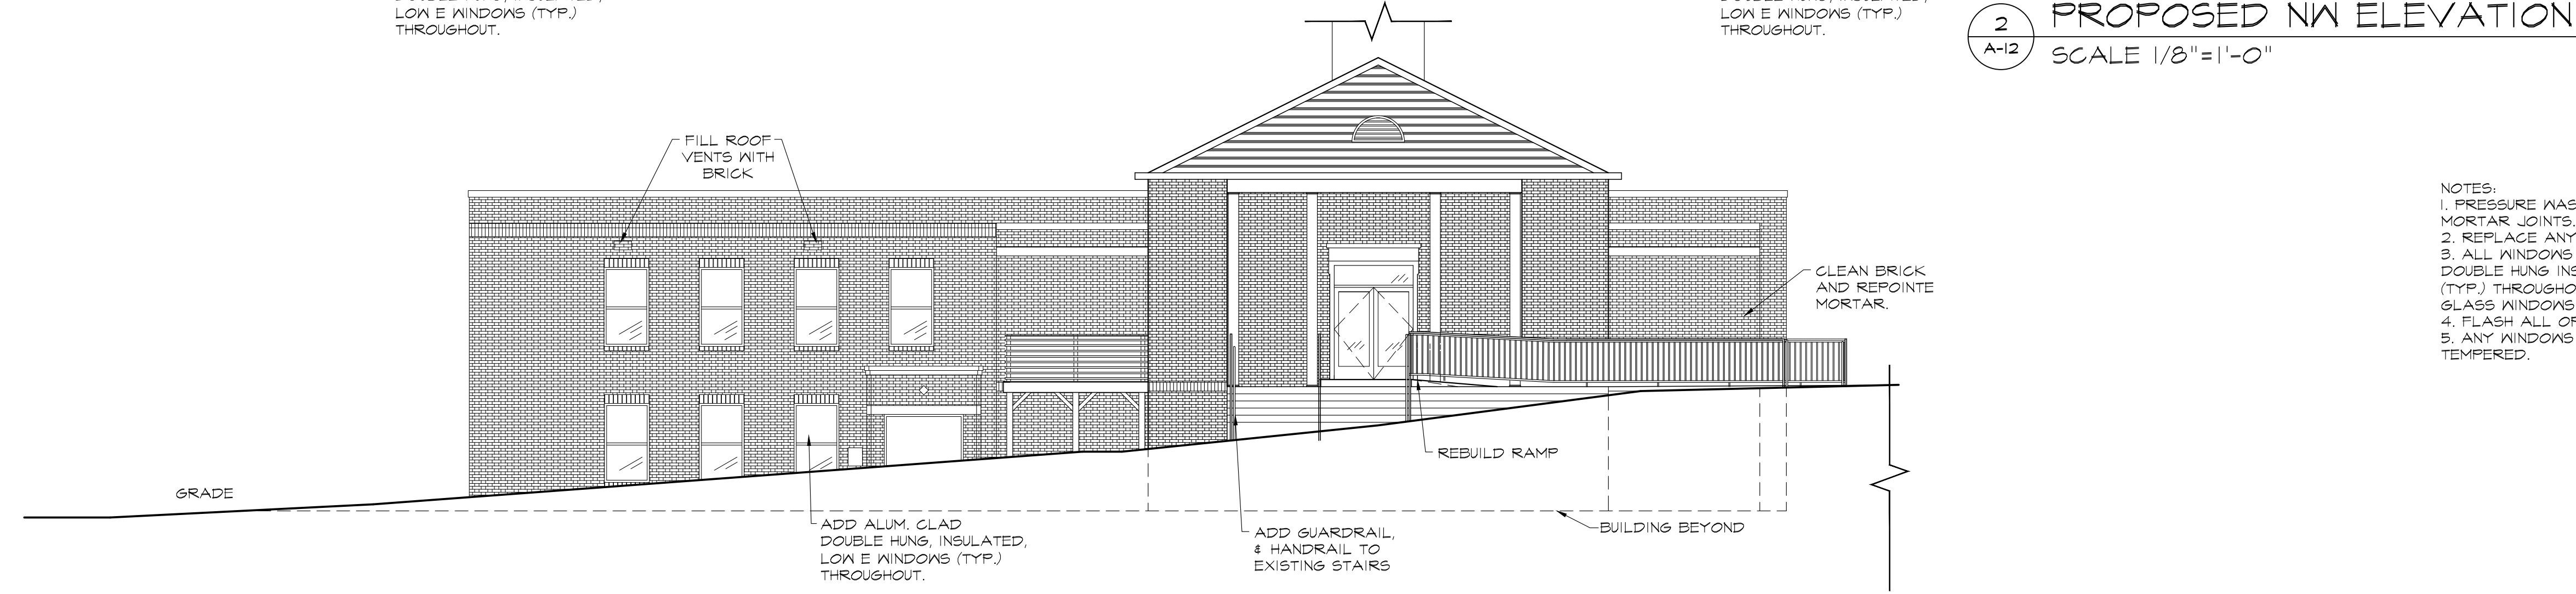 LOW E WINDOWS (TYP.)
THROUGHOUT.
LOW E WINDOWS (TYP.)
THROUGHOUT.
2
A-12
PROPOSED NW ELEVATION
SCALE 1/8"=1'-0"
FILL ROOF
VENTS WITH
BRICK
NOTES:
1. PRESSURE WAS
MORTAR JOINTS.
2. REPLACE ANY
3. ALL WINDOWS
DOUBLE HUNG INS
(TYP.) THROUGHO
GLASS WINDOWS
4. FLASH ALL OF
5. ANY WINDOWS
TEMPERED.
CLEAN BRICK
AND REPOINTE
MORTAR.
REBUILD RAMP
GRADE
ADD ALUM. CLAD
DOUBLE HUNG, INSULATED,
LOW E WINDOWS (TYP.)
THROUGHOUT.
ADD GUARDRAIL,
& HANDRAIL TO
EXISTING STAIRS
BUILDING BEYOND